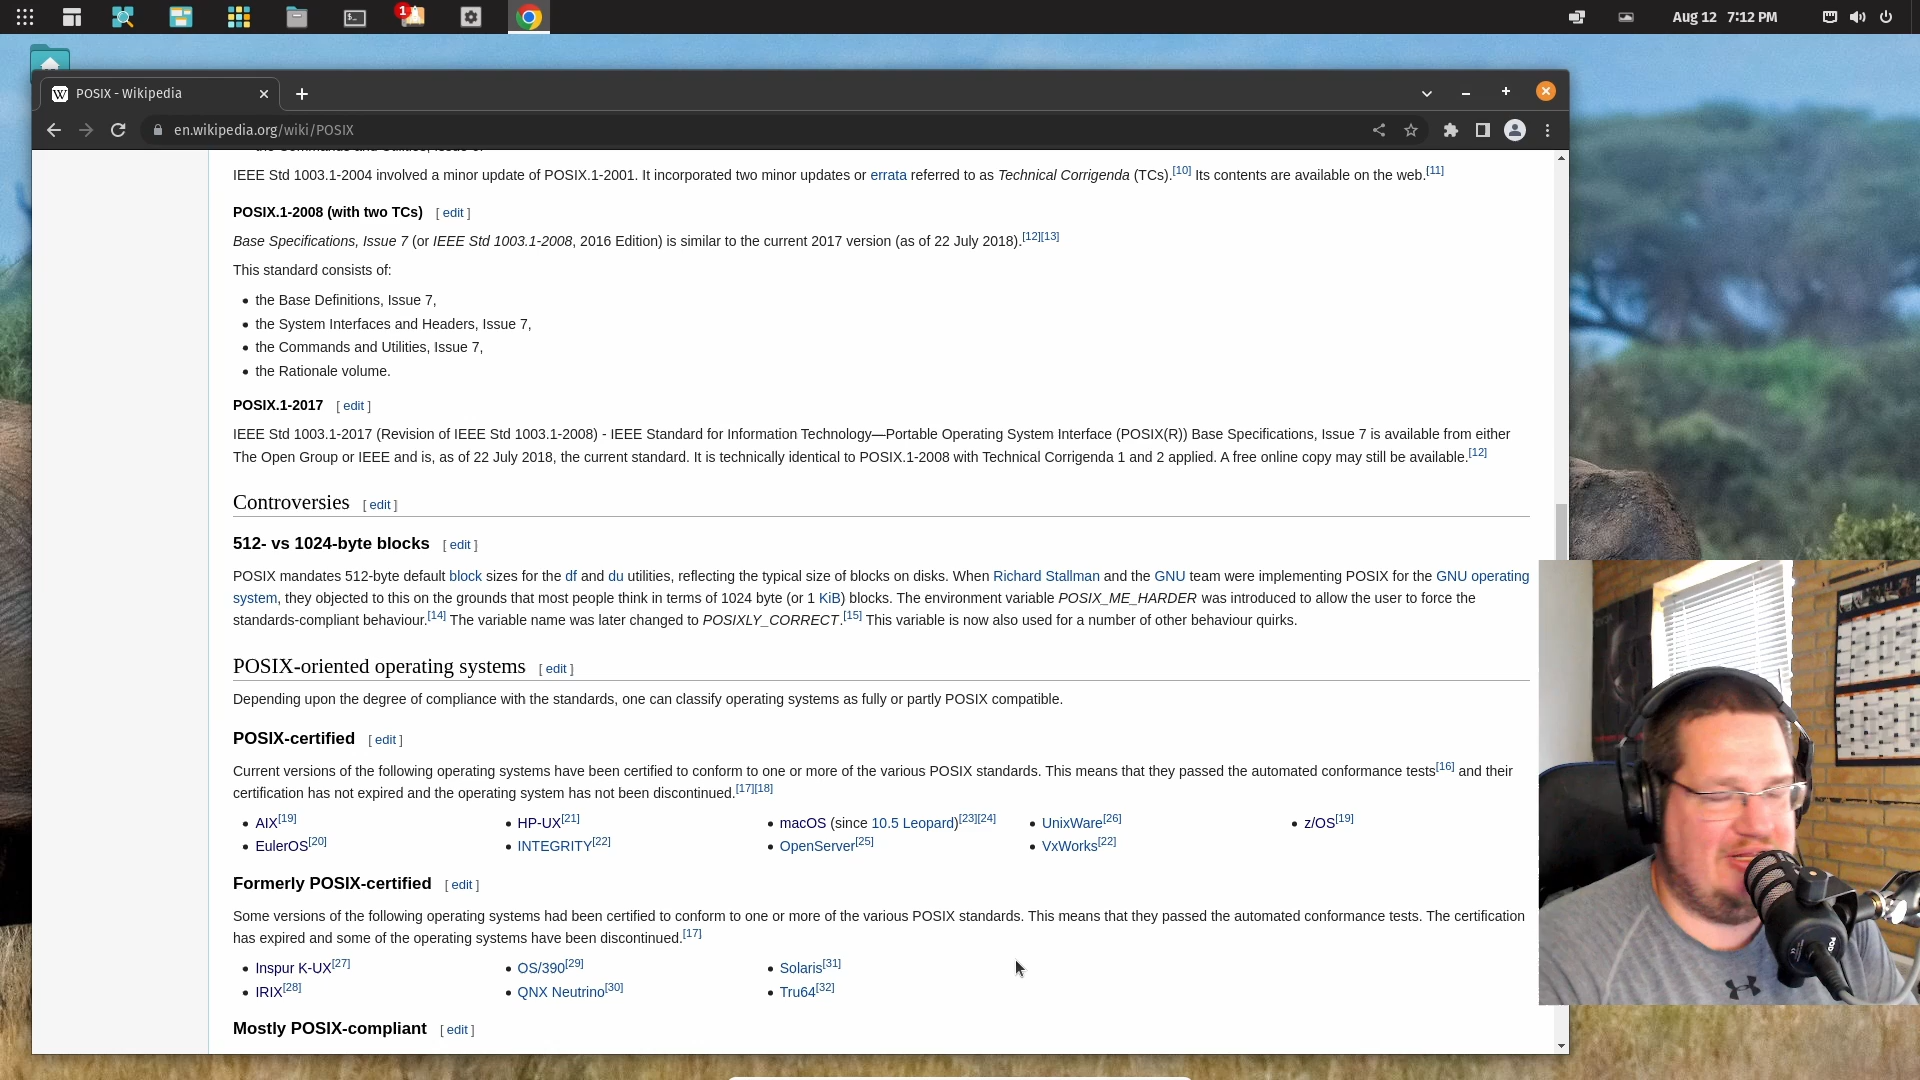 1
Aug 12 7:12 PM
POSIX - Wikipedia
en.wikipedia.org/wiki/POSIX
IEEE Std 1003.1-2004 involved a minor update of POSIX.1-2001. It incorporated two minor updates or errata referred to as Technical Corrigenda (TCs).[10] Its contents are available on the web.[11]
POSIX.1-2008 (with two TCs) [ edit ]
Base Specifications, Issue 7 (or IEEE Std 1003.1-2008, 2016 Edition) is similar to the current 2017 version (as of 22 July 2018).[12][13]
This standard consists of:
• the Base Definitions, Issue 7,
• the System Interfaces and Headers, Issue 7,
• the Commands and Utilities, Issue 7,
• the Rationale volume.
POSIX.1-2017 [ edit ]
IEEE Std 1003.1-2017 (Revision of IEEE Std 1003.1-2008) - IEEE Standard for Information Technology—Portable Operating System Interface (POSIX(R)) Base Specifications, Issue 7 is available from either
The Open Group or IEEE and is, as of 22 July 2018, the current standard. It is technically identical to POSIX.1-2008 with Technical Corrigenda 1 and 2 applied. A free online copy may still be available.[12]
Controversies [ edit ]
512- vs 1024-byte blocks [ edit ]
POSIX mandates 512-byte default block sizes for the df and du utilities, reflecting the typical size of blocks on disks. When Richard Stallman and the GNU team were implementing POSIX for the GNU operating
system, they objected to this on the grounds that most people think in terms of 1024 byte (or 1 KiB) blocks. The environment variable POSIX_ME_HARDER was introduced to allow the user to force the
standards-compliant behaviour.[14] The variable name was later changed to POSIXLY_CORRECT.[15] This variable is now also used for a number of other behaviour quirks.
POSIX-oriented operating systems [ edit ]
Depending upon the degree of compliance with the standards, one can classify operating systems as fully or partly POSIX compatible.
POSIX-certified [ edit ]
Current versions of the following operating systems have been certified to conform to one or more of the various POSIX standards. This means that they passed the automated conformance tests[16] and their
certification has not expired and the operating system has not been discontinued.[17][18]
• AIX[19] • HP-UX[21] • macOS (since 10.5 Leopard)[23][24] • UnixWare[26] • z/OS[19]
• EulerOS[20] • INTEGRITY[22] • OpenServer[25] • VxWorks[22]
Formerly POSIX-certified [ edit ]
Some versions of the following operating systems had been certified to conform to one or more of the various POSIX standards. This means that they passed the automated conformance tests. The certification
has expired and some of the operating systems have been discontinued.[17]
• Inspur K-UX[27] • OS/390[29] • Solaris[31]
• IRIX[28] • QNX Neutrino[30] • Tru64[32]
Mostly POSIX-compliant [ edit ]